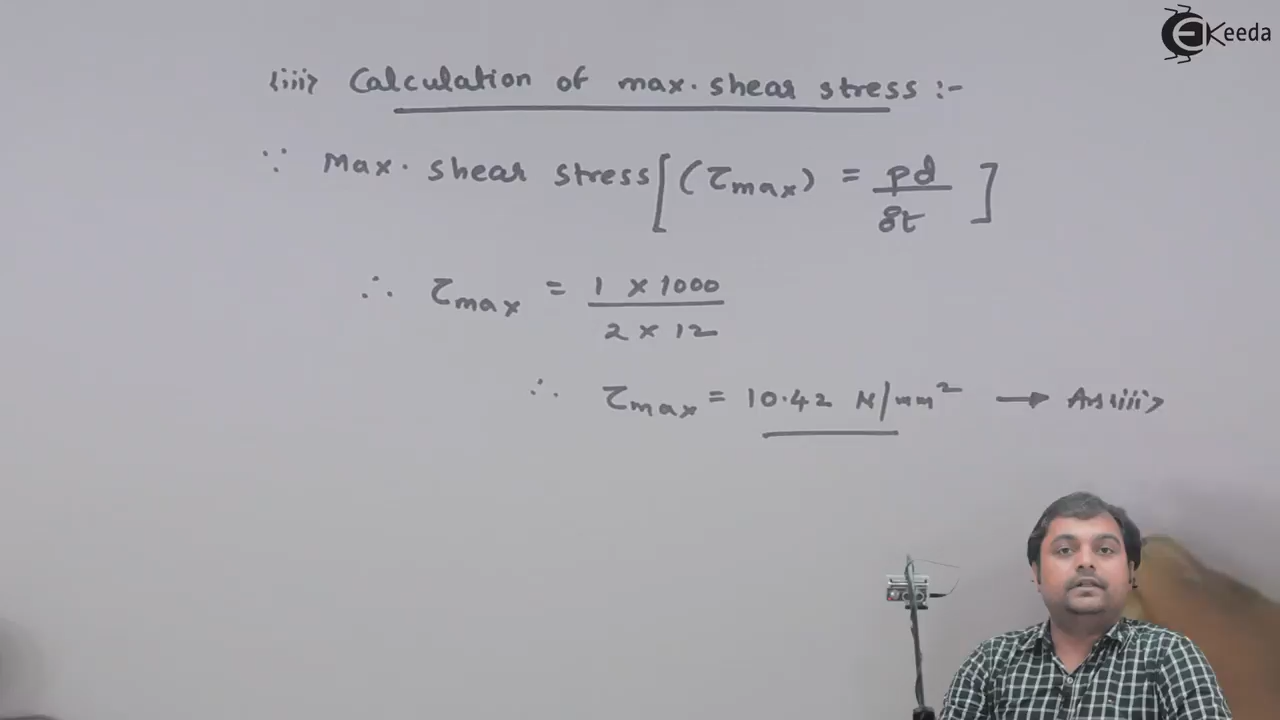 Keeda
(iii) Calculation of max. shear stress :-
∵ Max. shear stress [(τmax) = pd/8t]
∴ τmax = 1 x 1000 / 2 x 12
∴ τmax = 10.42 N/mm² → Ans(iii)